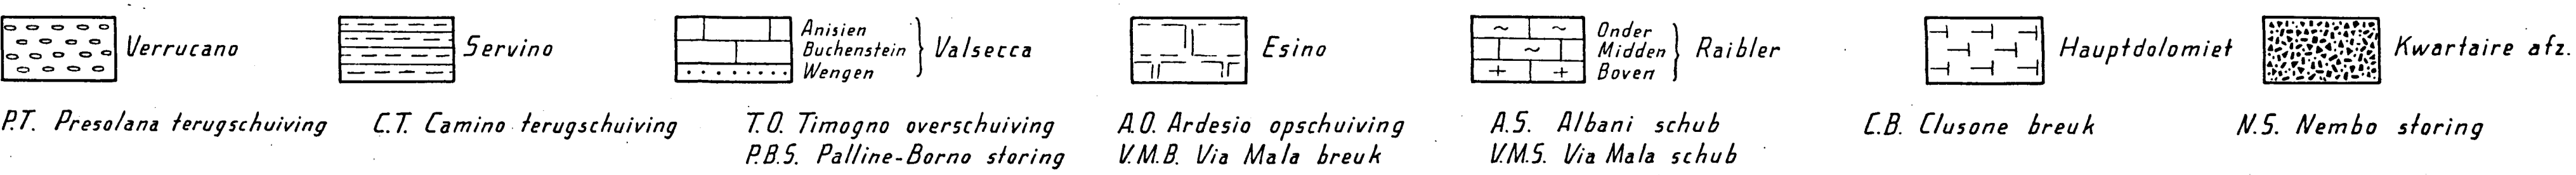 Verrucano
Servino
Anisien
Buchenstein
Wengen
Valsecca
Esino
Onder
Midden
Boven
Raibler
Hauptdolomiet
Kwartaire afz.
P.T. Presolana terugschuiving
C.T. Camino terugschuiving
T.O. Timogno overschuiving
A.O. Ardesio opschuiving
A.S. Albani schub
C.B. Clusone breuk
N.S. Nembo storing
P.B.S. Palline-Borno storing
V.M.B. Via Mala breuk
V.M.S. Via Mala schub